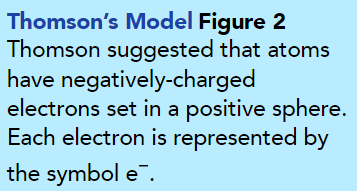 Thomson's Model Figure 2
Thomson suggested that atoms
have negatively-charged
electrons set in a positive sphere.
Each electron is represented by
the symbol e⁻.